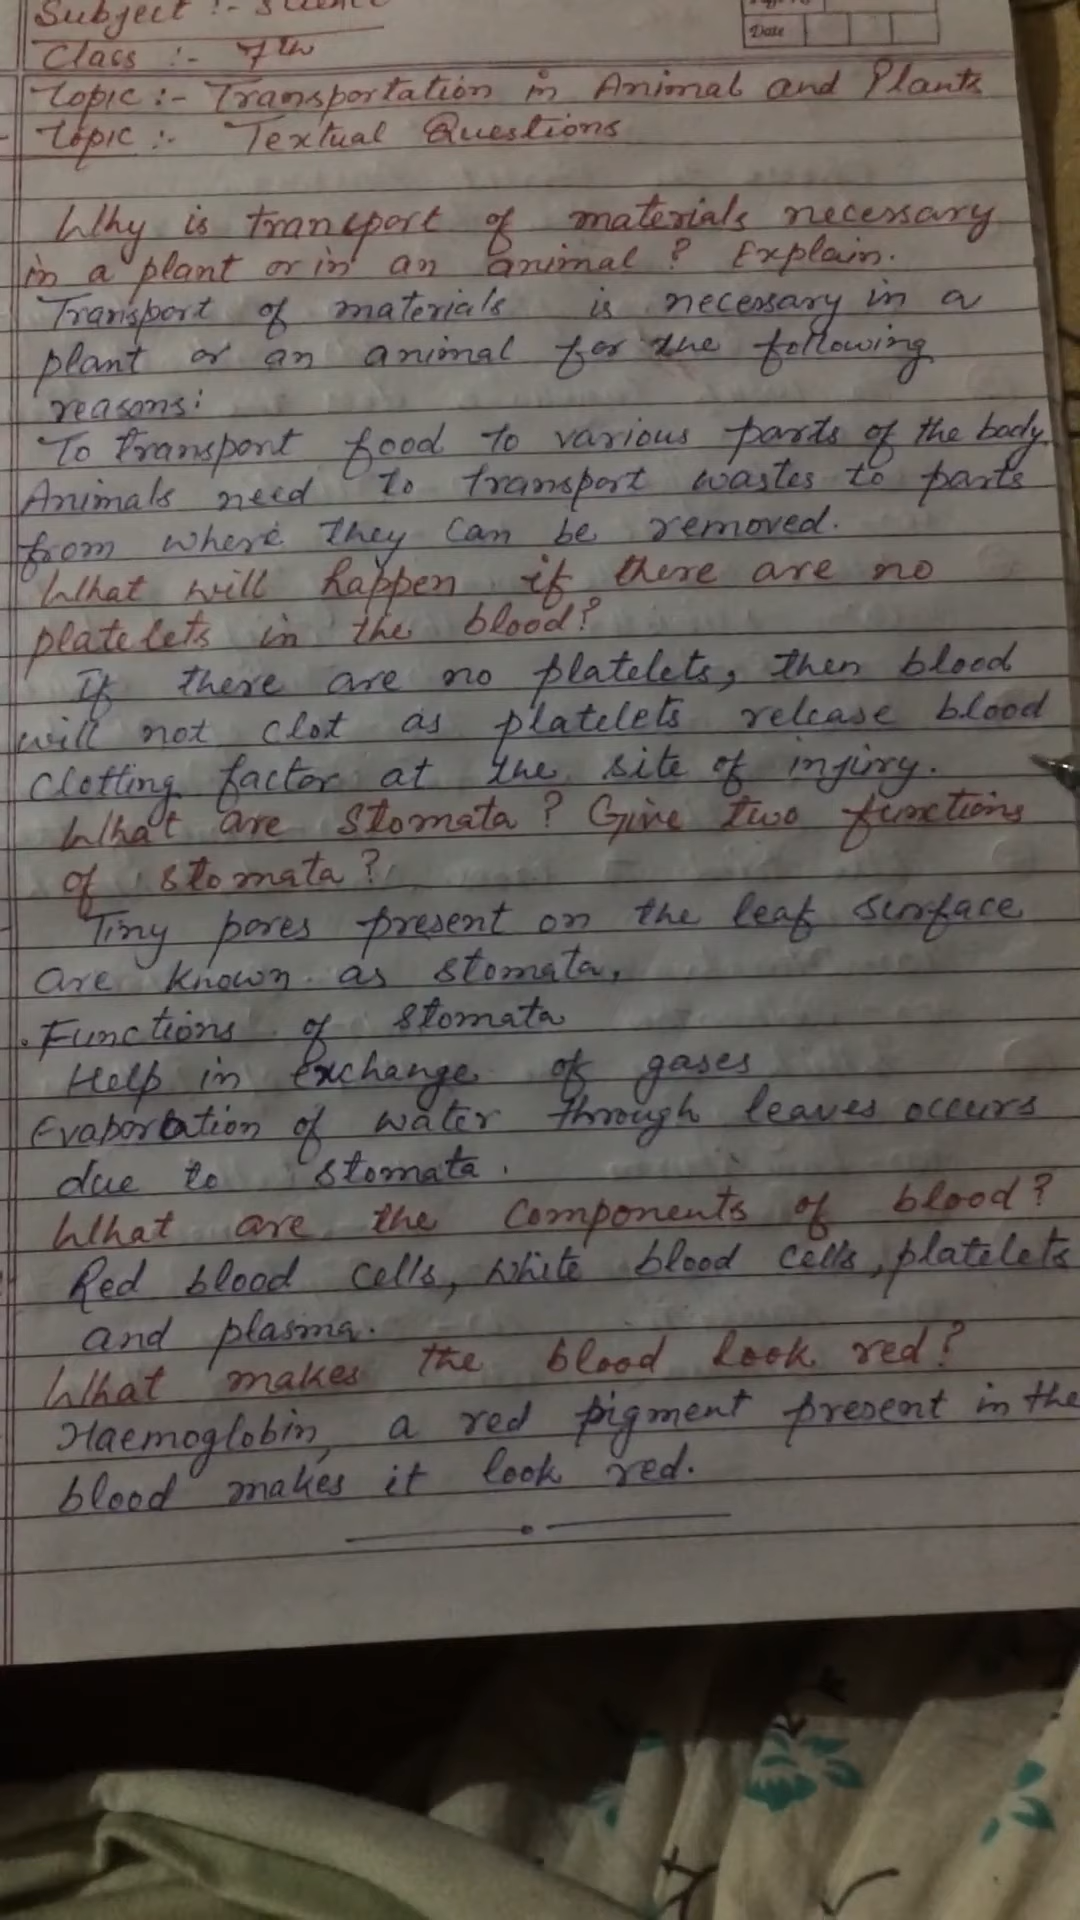 Subject :- Science
Date
Class :- 7th
Topic :- Transportation in Animal and Plants
Topic :- Textual Questions
Why is transport of materials necessary
in a plant or in an animal? Explain.
Transport of materials is necessary in a
plant or an animal for the following
reasons:
To transport food to various parts of the body
Animals need to transport wastes to parts
from where they can be removed.
What will happen if there are no
platelets in the blood?
If there are no platelets, then blood
will not clot as platelets release blood
clotting factor at the site of injury.
What are stomata? Give two functions
of stomata?
Tiny pores present on the leaf surface
are known as stomata.
Functions of stomata
Help in exchange of gases
Evaporation of water through leaves occurs
due to stomata.
What are the components of blood?
Red blood cells, white blood cells, platelets
and plasma.
What makes the blood look red?
Haemoglobin, a red pigment present in the
blood makes it look red.